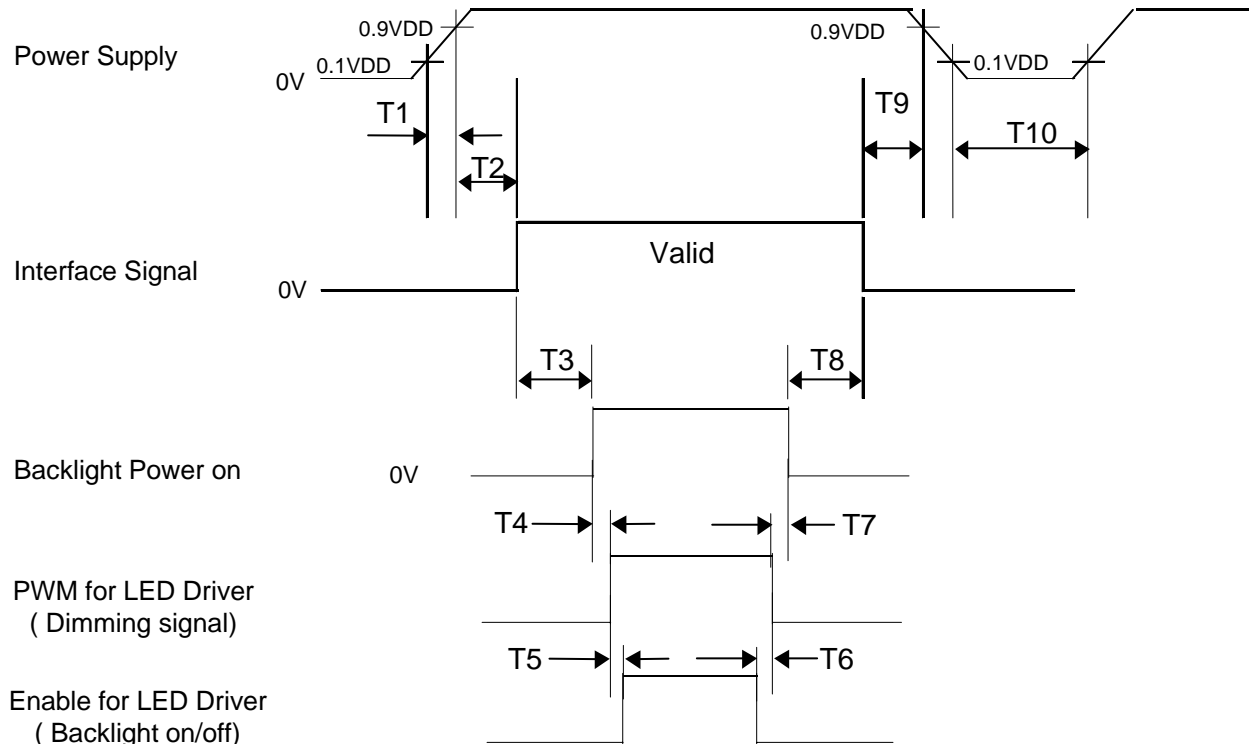 0.9VDD
0.9VDD
Power Supply
0.1VDD
0.1VDD
0V
T1
T9
T10
T2
Valid
Interface Signal
0V
T3
T8
Backlight Power on
0V
T4
T7
PWM for LED Driver
( Dimming signal)
T5
T6
Enable for LED Driver
( Backlight on/off)